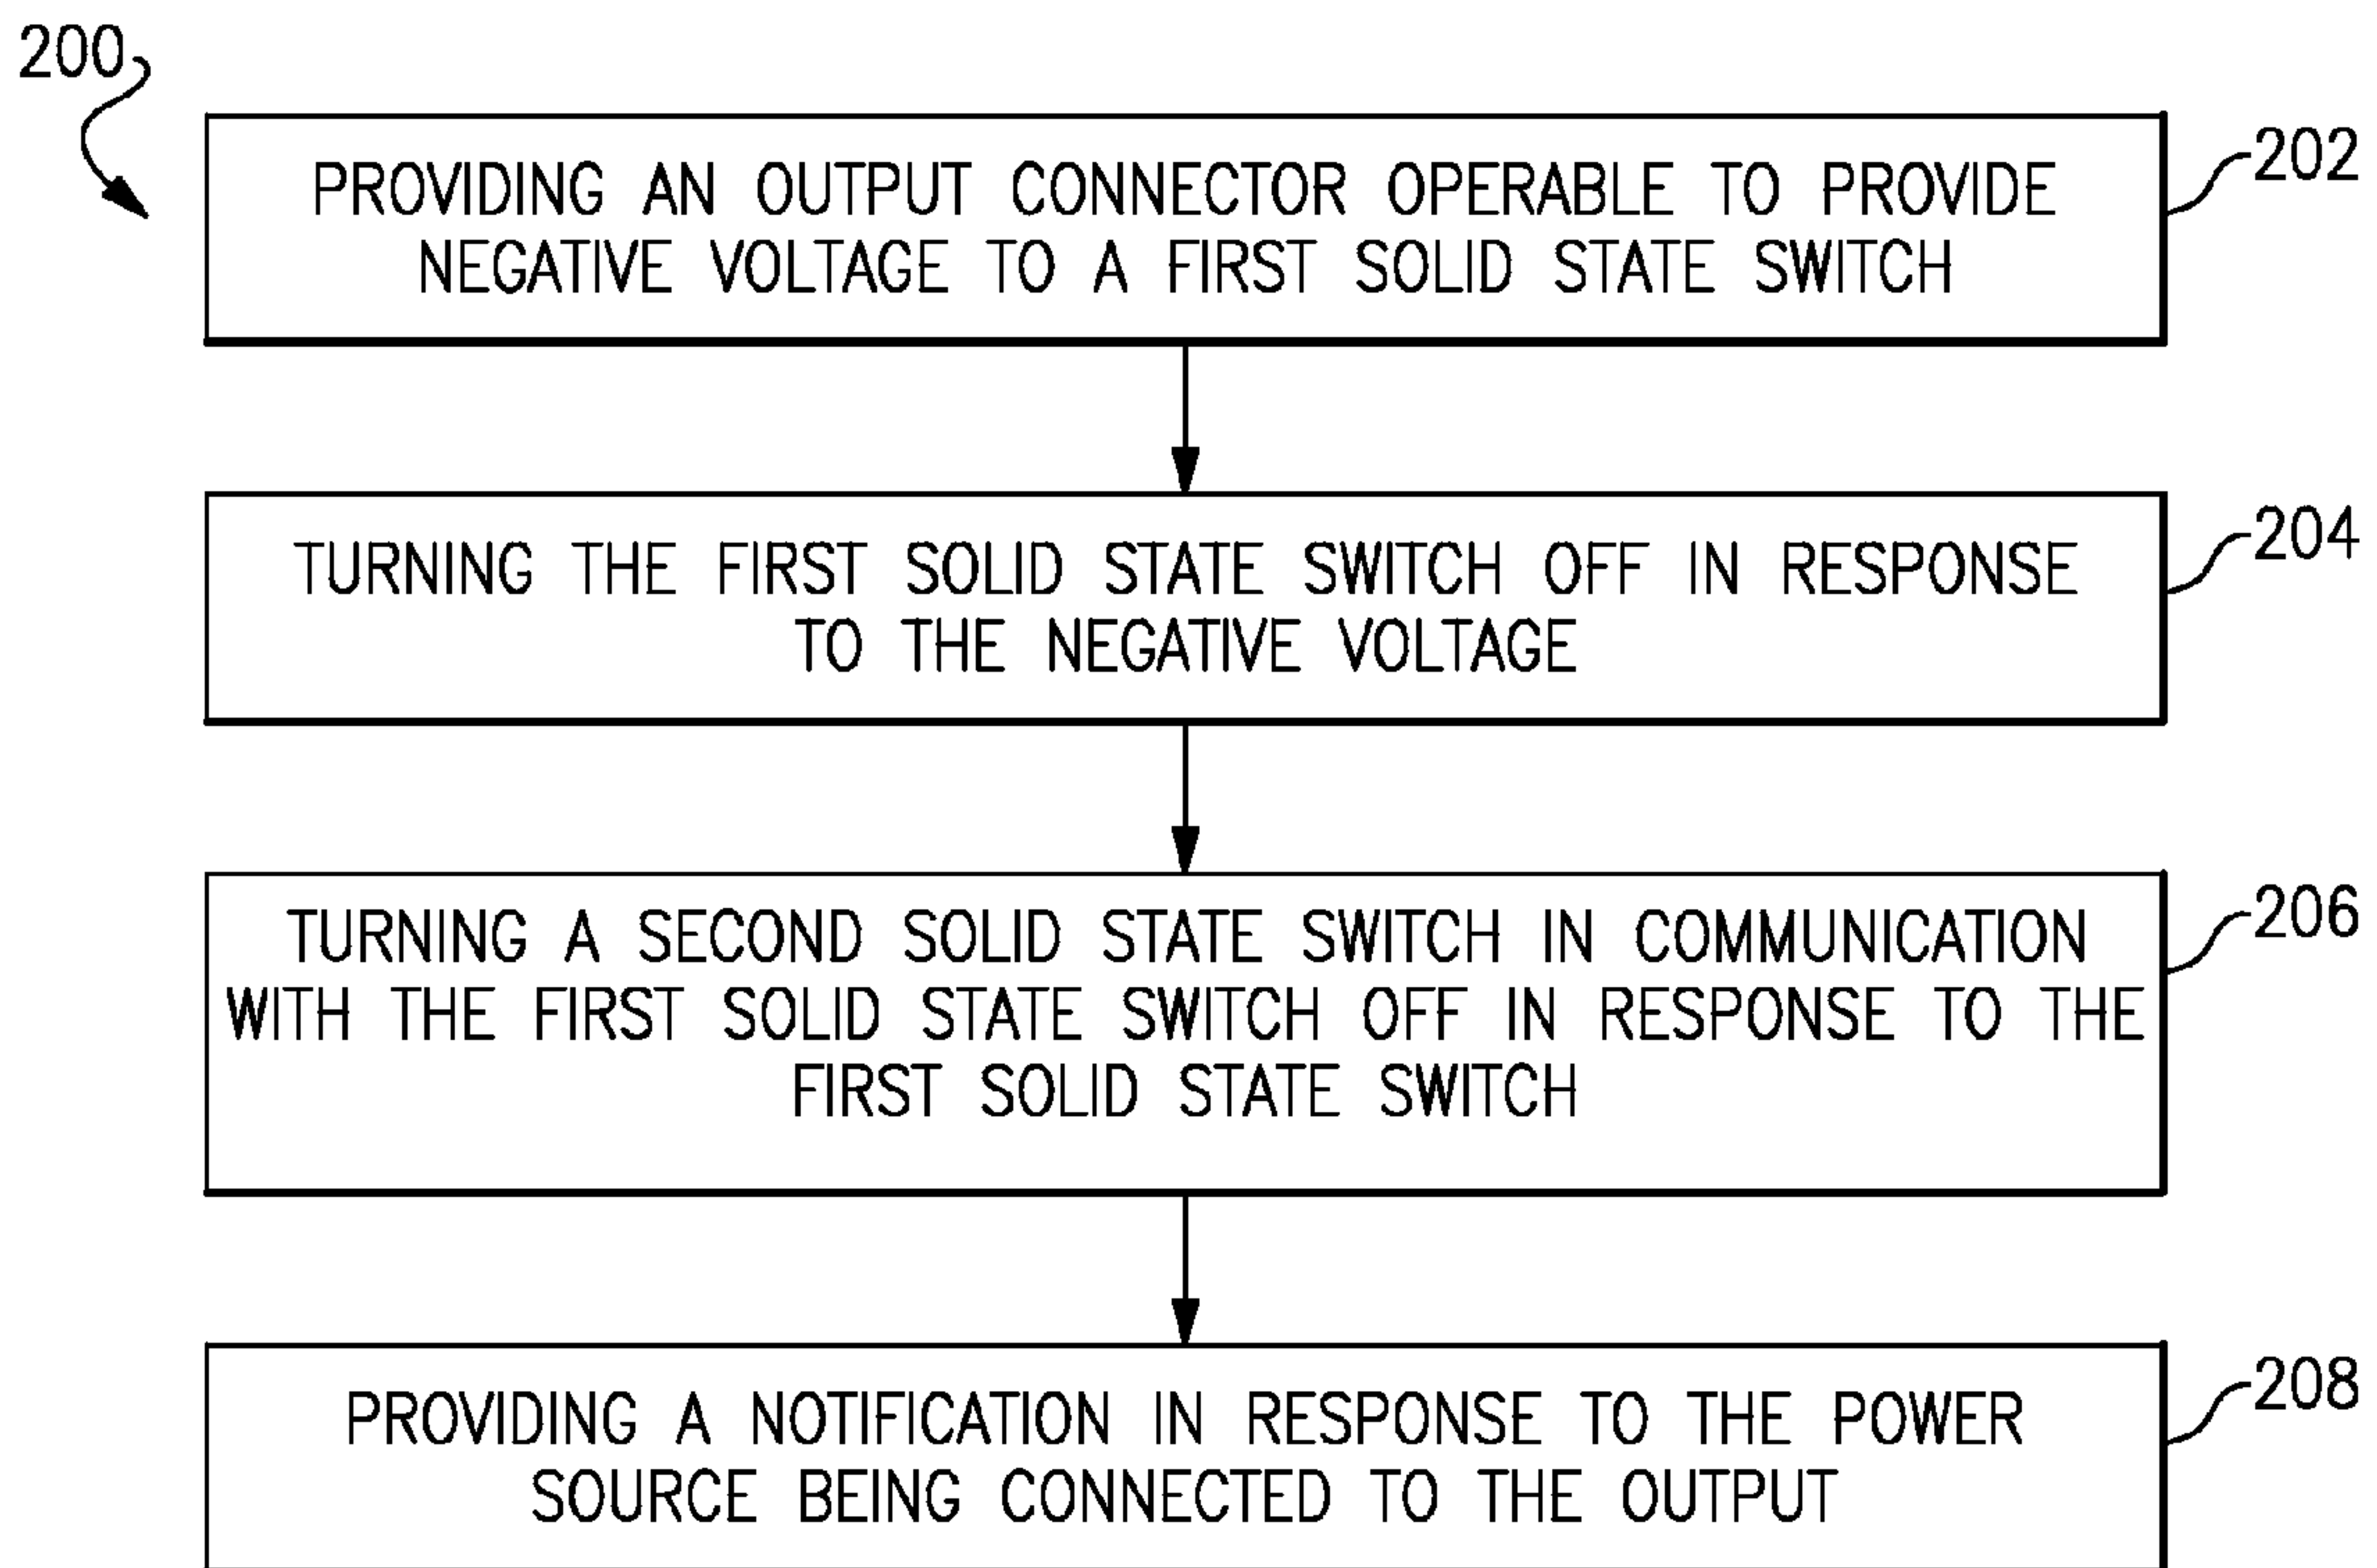 200
PROVIDING AN OUTPUT CONNECTOR OPERABLE TO PROVIDE
NEGATIVE VOLTAGE TO A FIRST SOLID STATE SWITCH
202
TURNING THE FIRST SOLID STATE SWITCH OFF IN RESPONSE
TO THE NEGATIVE VOLTAGE
204
TURNING A SECOND SOLID STATE SWITCH IN COMMUNICATION
WITH THE FIRST SOLID STATE SWITCH OFF IN RESPONSE TO THE
FIRST SOLID STATE SWITCH
206
PROVIDING A NOTIFICATION IN RESPONSE TO THE POWER
SOURCE BEING CONNECTED TO THE OUTPUT
208